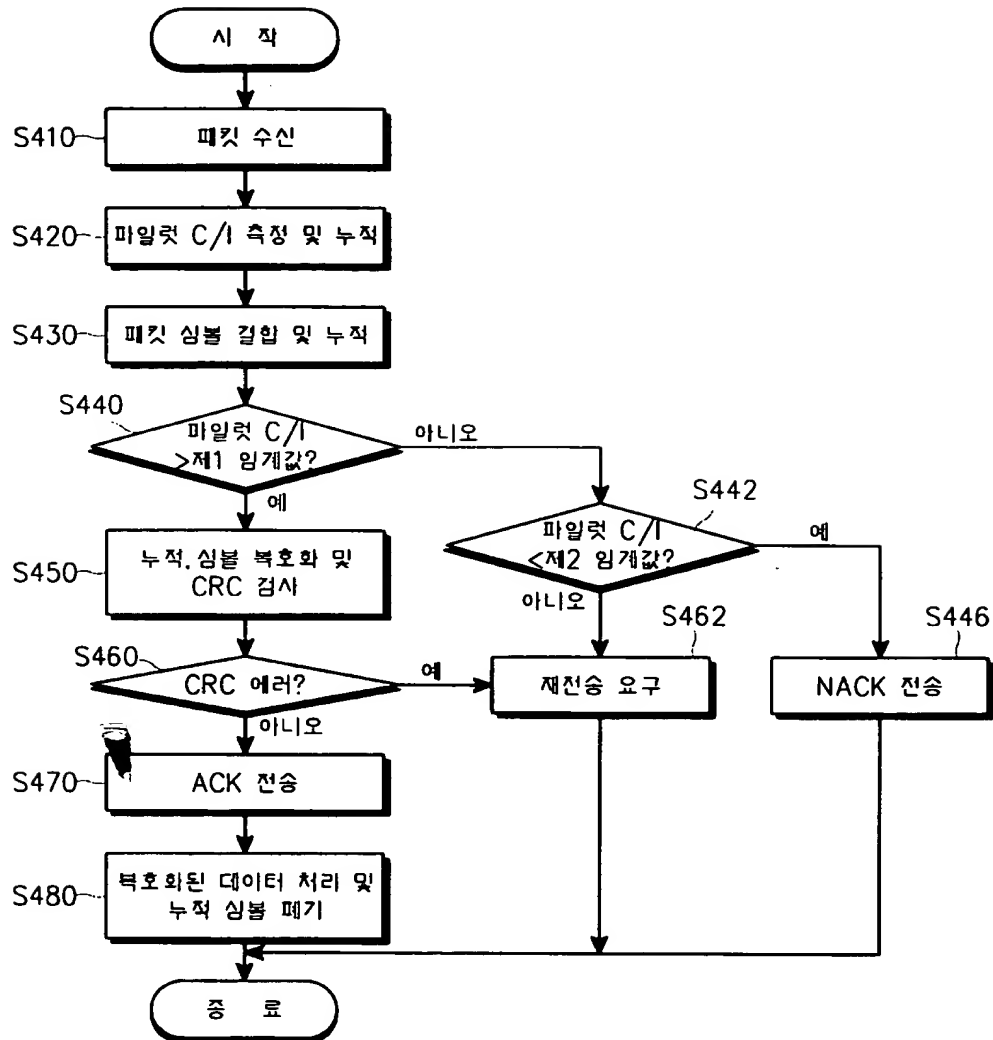 시 작
S410
패킷 수신
S420
파일럿 C/I 측정 및 누적
S430
패킷 심볼 결합 및 누적
S440
파일럿 C/I
>제1 임계값?
아니오
예
S442
파일럿 C/I
<제2 임계값?
예
아니오
S450
누적 심볼 복호화 및
CRC 검사
S460
CRC 에러?
예
아니오
S462
재전송 요구
S446
NACK 전송
S470
ACK 전송
S480
복호화된 데이터 처리 및
누적 심볼 폐기
종 료